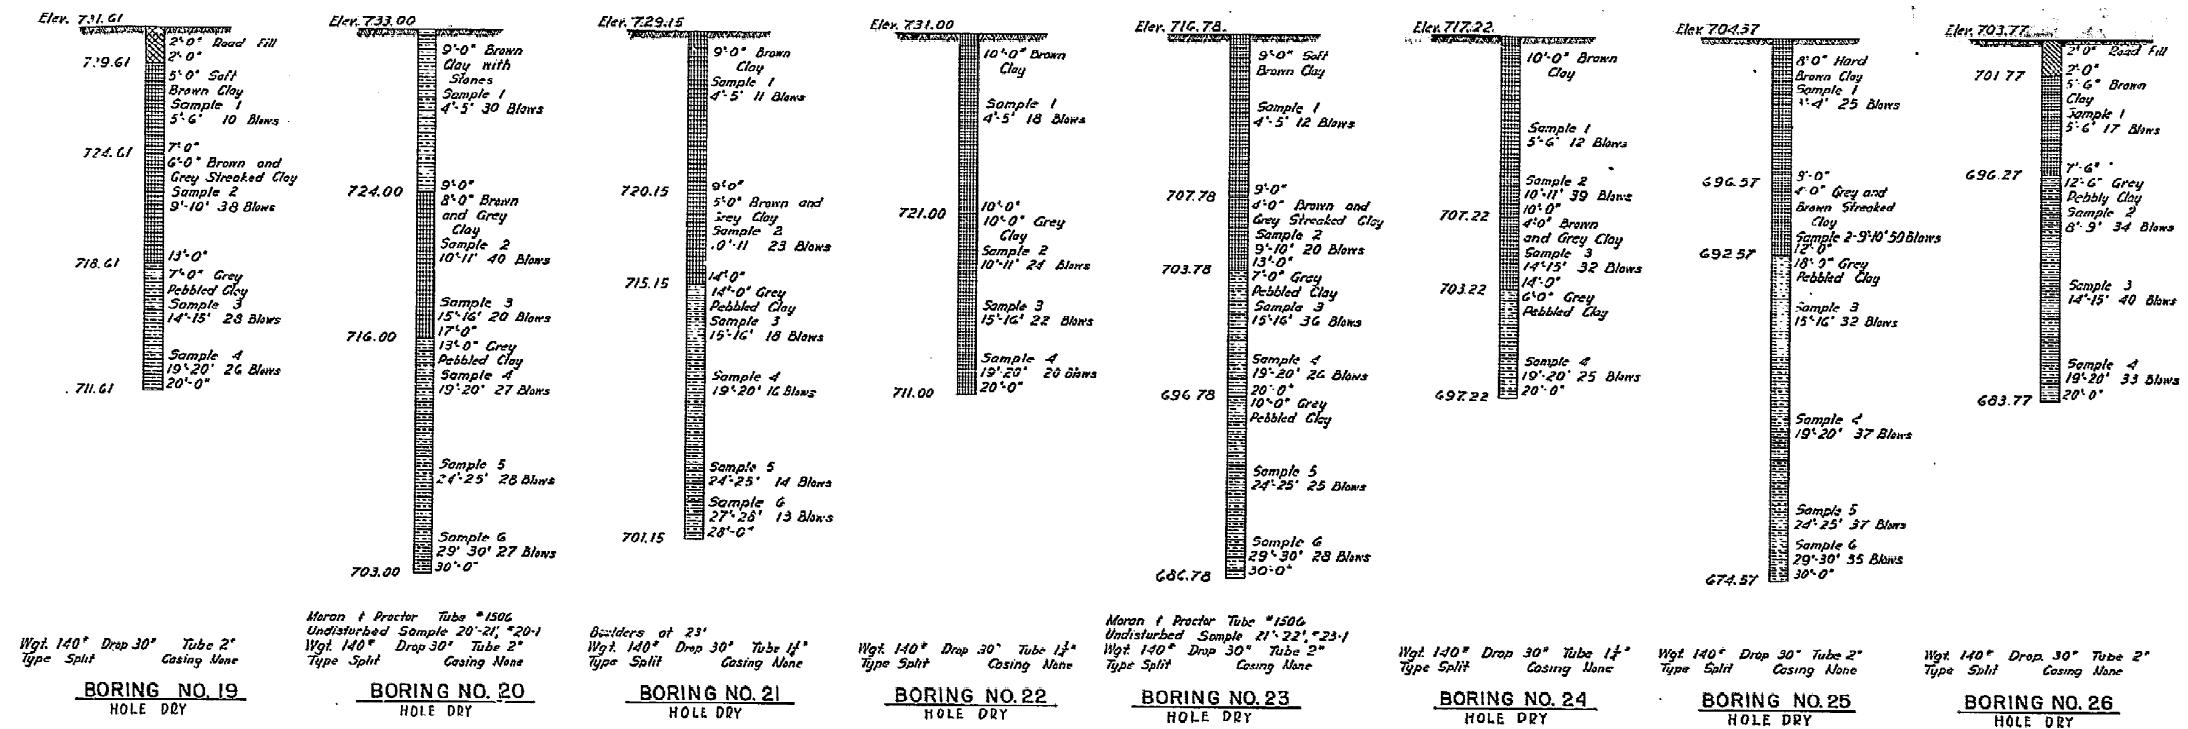 Elev. 731.61
2'-0" Road Fill
2'-0"
729.61
5'-0" Soft
Brown Clay
Sample 1
5'-6' 10 Blows
724.61
7'-0"
6'-0" Brown and
Grey Streaked Clay
Sample 2
9'-10' 38 Blows
718.61
13'-0"
7'-0" Grey
Pebbled Clay
Sample 3
14'-15' 28 Blows
Sample 4
19'-20' 26 Blows
711.61
20'-0"
Wgt. 140# Drop 30" Tube 2"
Type Split Casing None
BORING NO. 19
HOLE DRY
Elev. 733.00
9'-0" Brown
Clay with
Stones
Sample 1
4'-5' 30 Blows
724.00
9'-0"
8'-0" Brown
and Grey
Clay
Sample 2
10'-11' 40 Blows
Sample 3
15'-16' 20 Blows
716.00
17'-0"
13'-0" Grey
Pebbled Clay
Sample 4
19'-20' 27 Blows
Sample 5
24'-25' 28 Blows
Sample 6
29' 30' 27 Blows
703.00
30'-0"
Moran & Proctor Tube #1506
Undisturbed Sample 20'-21', #20-1
Wgt. 140# Drop 30" Tube 2"
Type Split Casing None
BORING NO. 20
HOLE DRY
Elev. 729.15
9'-0" Brown
Clay
Sample 1
4'-5' 11 Blows
720.15
9'-0"
5'-0" Brown and
Grey Clay
Sample 2
.0'-11 23 Blows
715.15
14'-0"
14'-0" Grey
Pebbled Clay
Sample 3
15'-16' 18 Blows
Sample 4
19'-20' 16 Blows
Sample 5
24'-25' 14 Blows
Sample 6
27'-28' 13 Blows
701.15
28'-0"
Boulders at 23'
Wgt. 140# Drop 30" Tube
Type Split Casing None
BORING NO. 21
HOLE DRY
Elev. 731.00
10'-0" Brown
Clay
Sample 1
4'-5' 18 Blows
721.00
10'-0"
10'-0" Grey
Clay
Sample 2
10'-11' 24 Blows
Sample 3
15'-16' 22 Blows
Sample 4
19'-20' 20 Blows
711.00
20'-0"
Wgt. 140# Drop 30' Tube
Type Split Casing None
BORING NO. 22
HOLE DRY
Elev. 716.78.
9'-0" Soft
Brown Clay
Sample 1
4'-5' 12 Blows
707.78
9'-0"
4'-0" Brown and
Grey Streaked Clay
Sample 2
9'-10' 20 Blows
703.78
13'-0"
7'-0" Gray
Pebbled Clay
Sample 3
15'-16' 36 Blows
Sample 4
19'-20' 26 Blows
696.78
20'-0"
10'-0" Gray
Pebbled Clay
Sample 5
24'-25' 25 Blows
Sample 6
29'-30' 28 Blows
686.78
30'-0"
Moran & Proctor Tube #1506
Undisturbed Sample 21'-22', #23-1
Wgt. 140# Drop 30" Tube 2"
Type Split Casing None
BORING NO. 23
HOLE DRY
Elev. 717.22.
10'-0" Brown
Clay
Sample 1
5'-6' 12 Blows
Sample 2
10'-11' 39 Blows
707.22
10'-0"
4'-0" Brown
and Grey Clay
Sample 3
14'-15' 32 Blows
703.22
14'-0"
6'-0" Grey
Pebbled Clay
Sample 4
19'-20' 25 Blows
697.22
20'-0"
Wgt. 140# Drop 30" Tube
Type Split Casing None
BORING NO. 24
HOLE DRY
Elev. 704.57
8'-0" Hard
Brown Clay
Sample 1
3'-4' 25 Blows
696.57
4'-0" Grey and
Brown Streaked
Clay
Sample 2-9'-10' 50 Blows
692.57
12'-0"
18'-0" Grey
Pebbled Clay
Sample 3
15'-16' 32 Blows
Sample 4
19'-20' 37 Blows
Sample 5
24'-25' 37 Blows
Sample 6
29'-30' 35 Blows
674.57
30'-0"
Wgt. 140# Drop 30" Tube 2"
Type Split Casing None
BORING NO. 25
HOLE DRY
Elev. 703.77
2'-0" Road Fill
701.77
2'-0"
5'-6" Brown
Clay
Sample 1
5'-6' 17 Blows
696.27
7'-6"
12'-6" Grey
Pebbly Clay
Sample 2
8'-9' 34 Blows
Sample 3
14'-15' 40 Blows
Sample 4
19'-20' 33 Blows
683.77
20'-0"
Wgt. 140# Drop. 30" Tube 2"
Type Split Casing None
BORING NO. 26
HOLE DRY